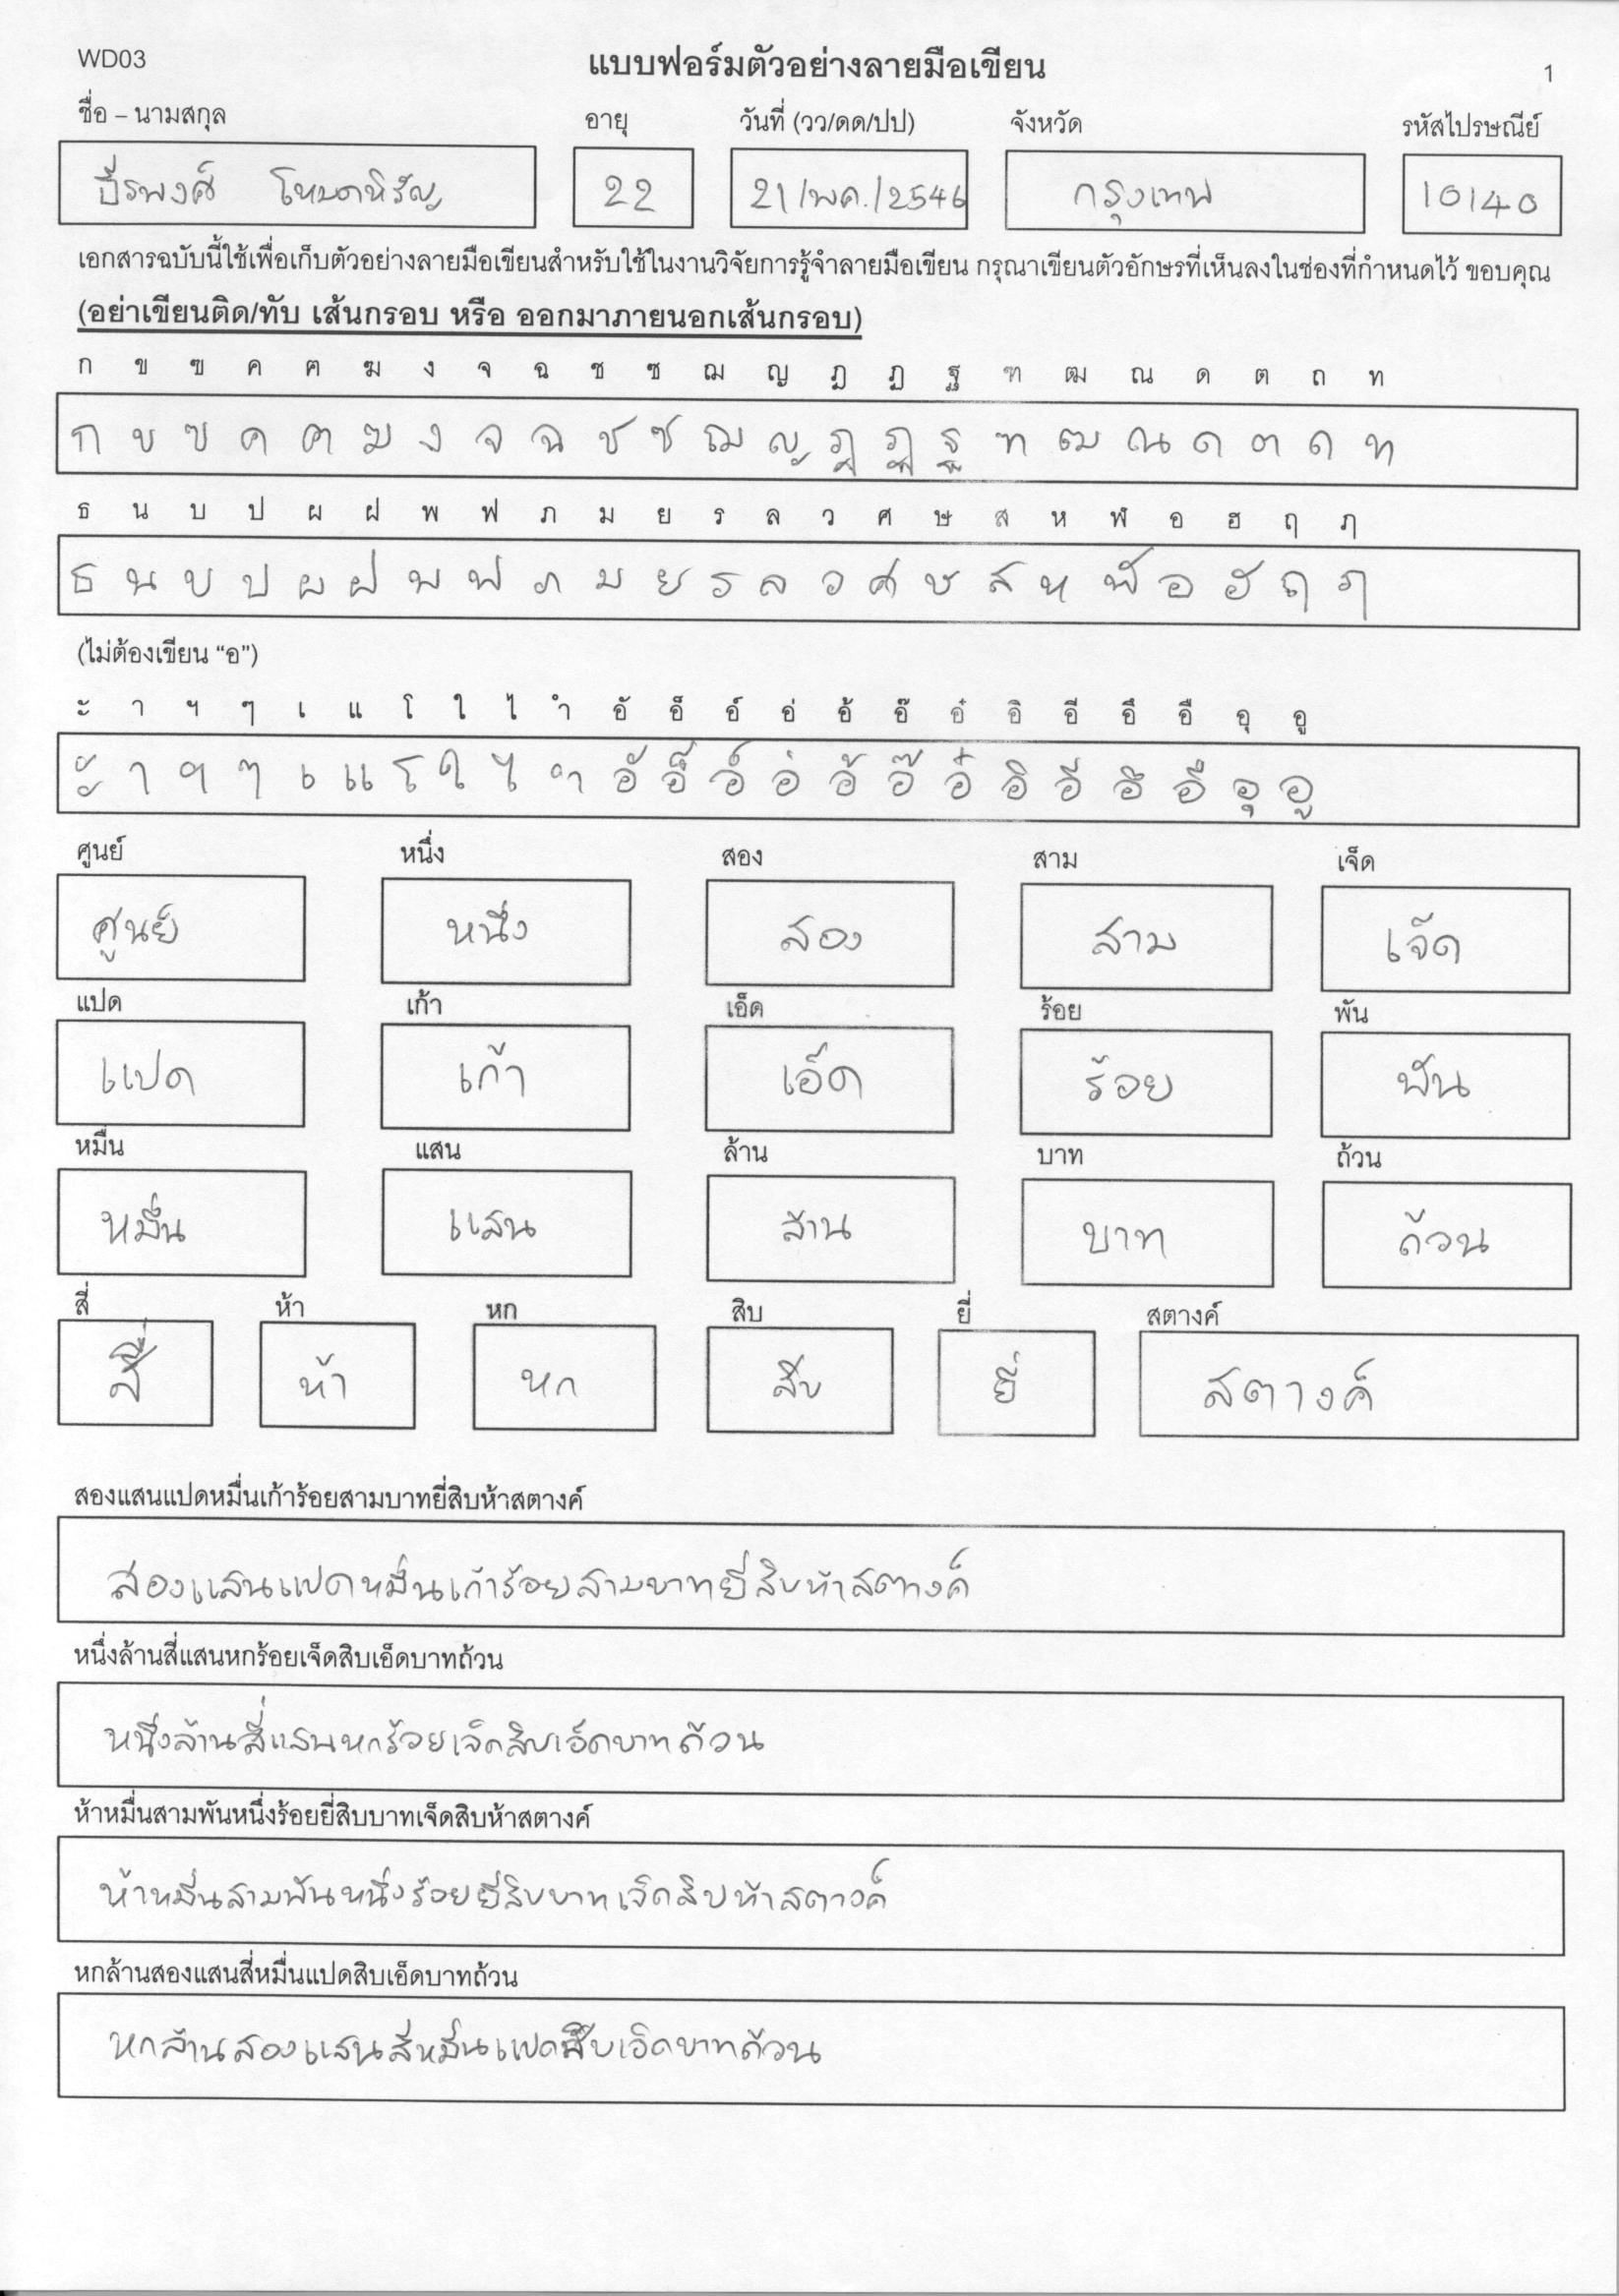 WD03
แบบฟอร์มตัวอย่างลายมือเขียน
1
ชื่อ – นามสกุล อายุ วันที่ (วว/ดด/ปป) จังหวัด รหัสไปรษณีย์
22 21/พค./2546 กรุงเทพ 10140
เอกสารฉบับนี้ใช้เพื่อเก็บตัวอย่างลายมือเขียนสำหรับใช้ในงานวิจัยการรู้จำลายมือเขียน กรุณาเขียนตัวอักษรที่เห็นลงในช่องที่กำหนดไว้ ขอบคุณ
(อย่าเขียนติด/ทับ เส้นกรอบ หรือ ออกมาภายนอกเส้นกรอบ)
ก ข ฃ ค ฅ ฆ ง จ ฉ ช ซ ฌ ญ ฎ ฏ ฐ ฑ ฒ ณ ด ต ถ ท
ก ข ฃ ค ฅ ฆ ง จ ฉ ช ซ ฌ ญ ฎ ฏ ฐ ฑ ฒ ณ ด ต ถ ท
ธ น บ ป ผ ฝ พ ฟ ภ ม ย ร ล ว ศ ษ ส ห ฬ อ ฮ ฤ ฦ
ธ น บ ป ผ ฝ พ ฟ ภ ม ย ร ล ว ศ ษ ส ห ฬ อ ฮ ฤ ฦ
(ไม่ต้องเขียน “อ”)
ะ า ฯ ๆ เ แ โ ใ ไ ำ อั อ็ อ์ อ่ อ้ อ๊ อ๋ อิ อี อึ อื อุ อู
ะ า ฯ ๆ เ แ โ ใ ไ ำ อั อ็ อ์ อ่ อ้ อ๊ อ๋ อิ อี อึ อื อุ อู
ศูนย์ หนึ่ง สอง สาม เจ็ด
ศูนย์ หนึ่ง สอง สาม เจ็ด
แปด เก้า เอ็ด ร้อย พัน
แปด เก้า เอ็ด ร้อย พัน
หมื่น แสน ล้าน บาท ถ้วน
หมื่น แสน ล้าน บาท ถ้วน
สี่ ห้า หก สิบ ยี่ สตางค์
สี่ ห้า หก สิบ ยี่ สตางค์
สองแสนแปดหมื่นเก้าร้อยสามบาทยี่สิบห้าสตางค์
สองแสนแปดหมื่นเก้าร้อยสามบาทยี่สิบห้าสตางค์
หนึ่งล้านสี่แสนหกร้อยเจ็ดสิบเอ็ดบาทถ้วน
หนึ่งล้านสี่แสนหกร้อยเจ็ดสิบเอ็ดบาทถ้วน
ห้าหมื่นสามพันหนึ่งร้อยยี่สิบบาทเจ็ดสิบห้าสตางค์
ห้าหมื่นสามพันหนึ่งร้อยยี่สิบบาทเจ็ดสิบห้าสตางค์
หกล้านสองแสนสี่หมื่นแปดสิบเอ็ดบาทถ้วน
หกล้านสองแสนสี่หมื่นแปดสิบเอ็ดบาทถ้วน